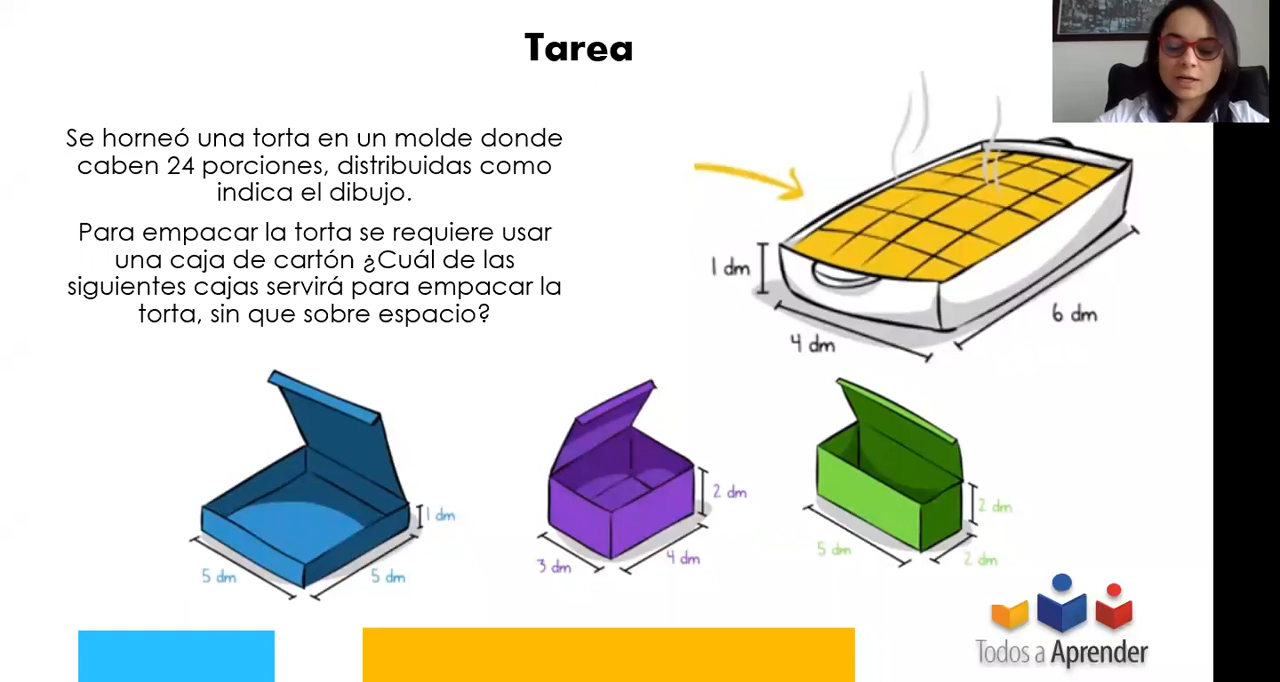 Tarea
Se horneó una torta en un molde donde
caben 24 porciones, distribuidas como
indica el dibujo.
Para empacar la torta se requiere usar
una caja de cartón ¿Cuál de las
siguientes cajas servirá para empacar la
torta, sin que sobre espacio?
1 dm
4 dm
6 dm
1 dm
5 dm
5 dm
2 dm
3 dm
4 dm
2 dm
5 dm
2 dm
Todos a Aprender